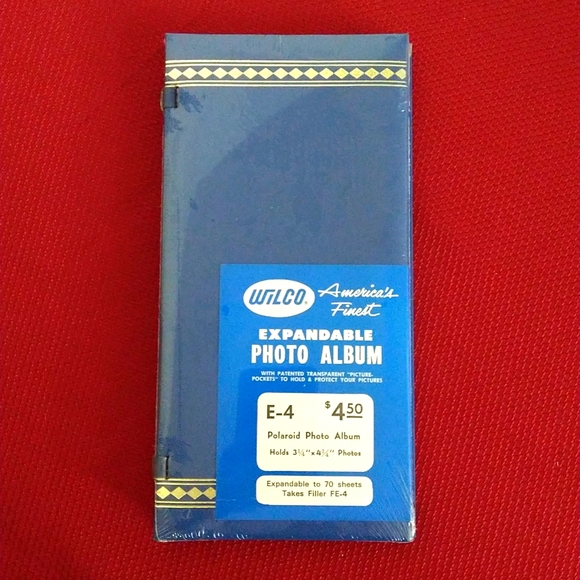 WILCO®
America's
Finest
EXPANDABLE
PHOTO ALBUM
WITH PATENTED TRANSPARENT "PICTURE-
POCKETS" TO HOLD & PROTECT YOUR PICTURES
E-4 $4.50
Polaroid Photo Album
Holds 3¼"x4¼" Photos
Expandable to 70 sheets
Takes Filler FE-4